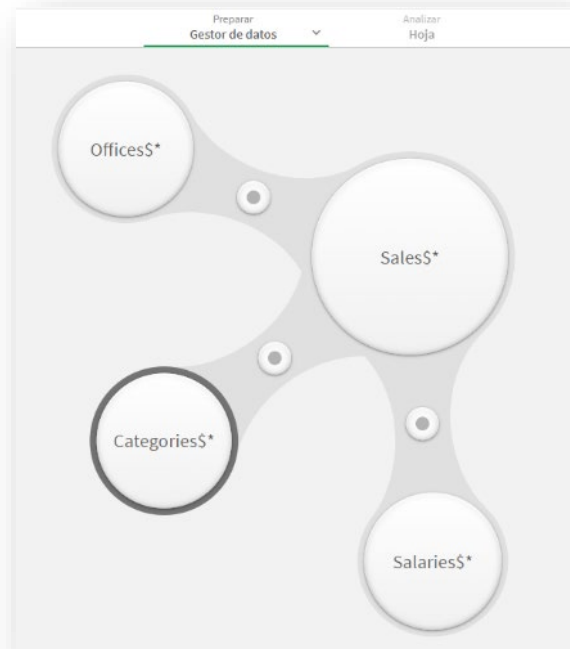 Preparar
Gestor de datos
Analizar
Hoja
Offices$*
Sales$*
Categories$*
Salaries$*